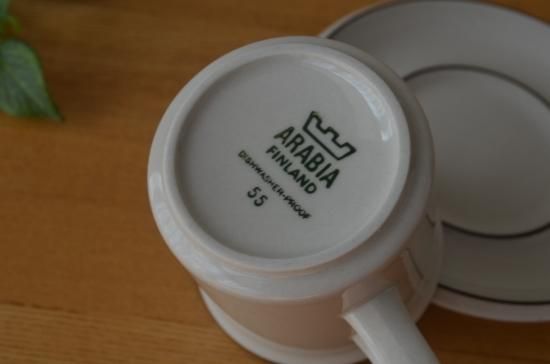 ARABIA
FINLAND
DISHWASHER-PROOF
55